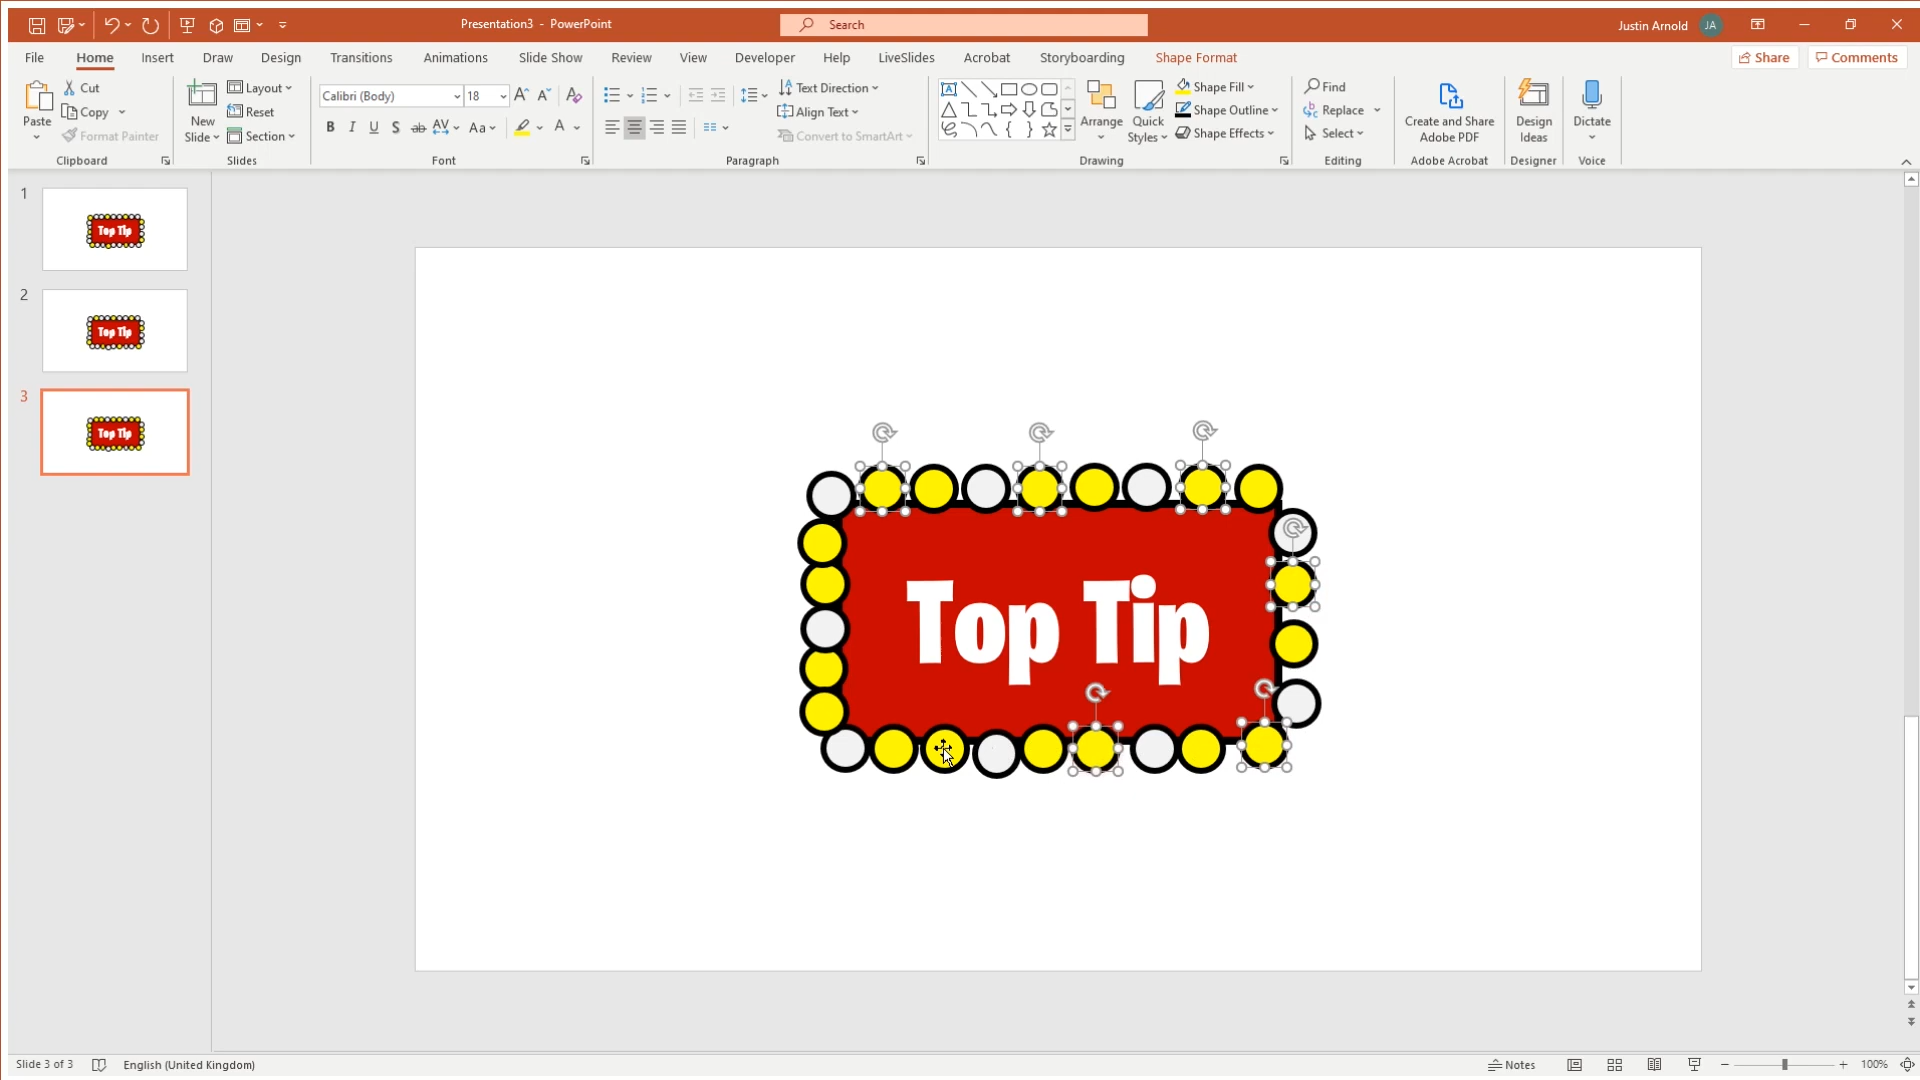 Presentation3 - PowerPoint
Search
Justin Arnold
JA
File Home Insert Draw Design Transitions Animations Slide Show Review View Developer Help LiveSlides Acrobat Storyboarding Shape Format
Share
Comments
Paste
Cut
Copy
Format Painter
Clipboard
New
Slide
Layout
Reset
Section
Slides
Calibri (Body)
18
A A A
B I U S ab AV Aa A
Font
Text Direction
Align Text
Convert to SmartArt
Paragraph
A
Arrange
Quick
Styles
Shape Fill
Shape Outline
Shape Effects
Drawing
Find
Replace
Select
Editing
Create and Share
Adobe PDF
Adobe Acrobat
Design
Ideas
Designer
Dictate
Voice
1
Top Tip
2
Top Tip
3
Top Tip
Top Tip
Slide 3 of 3
English (United Kingdom)
Notes
100%